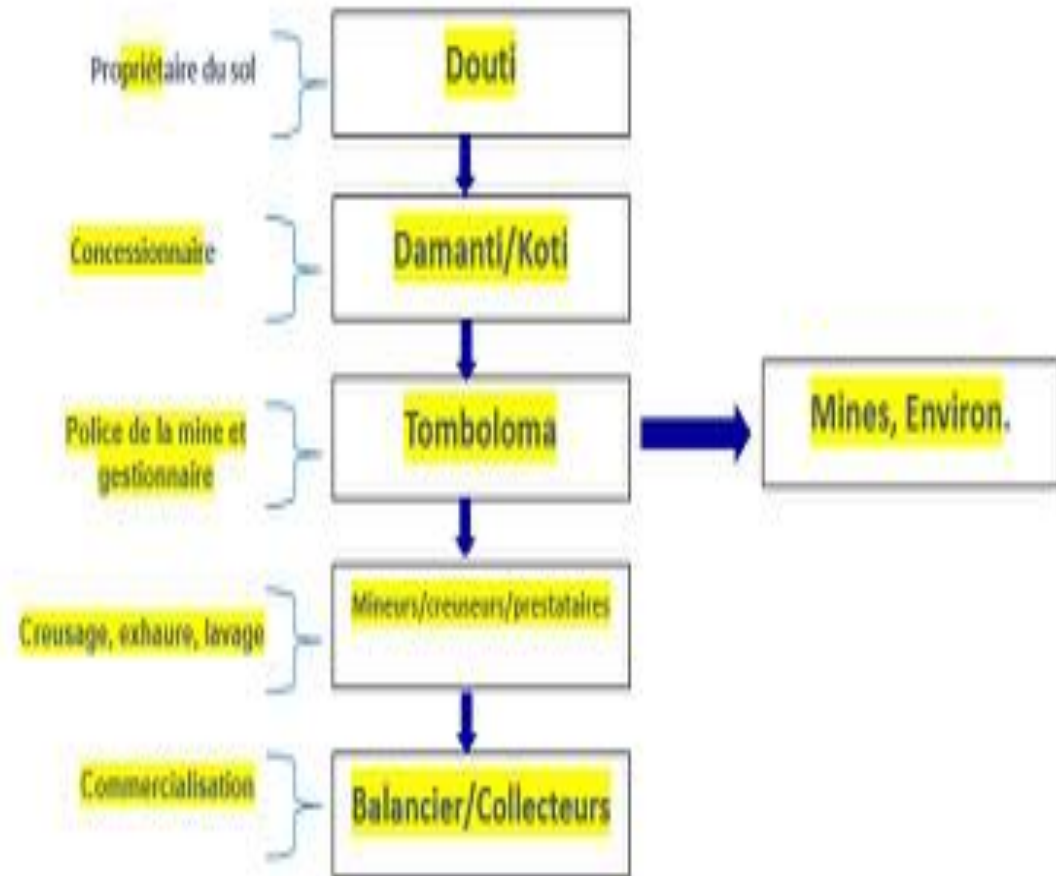 Propriétaire du sol
Douti
Concessionnaire
Damanti/Koti
Police de la mine et
gestionnaire
Tomboloma
Mines, Environ.
Creusage, exhaure, lavage
Mineurs/creuseurs/prestataires
Commercialisation
Balancier/Collecteurs